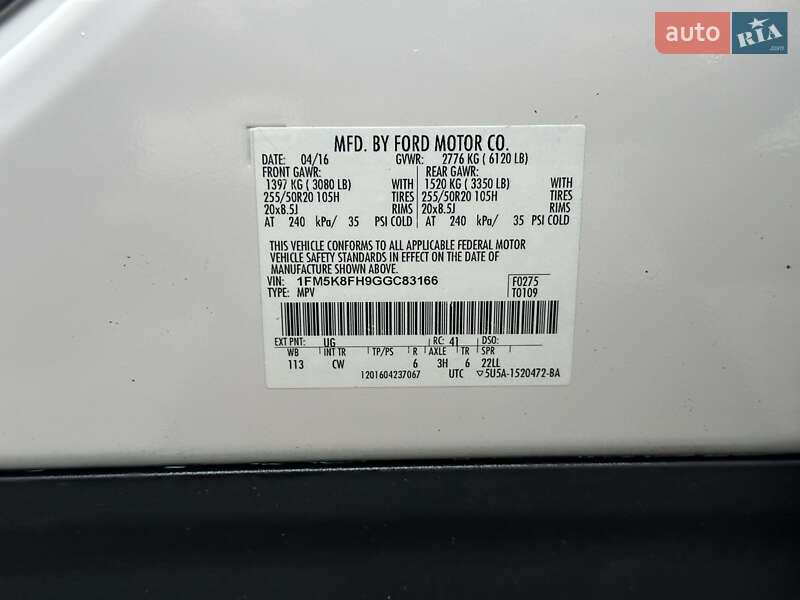 auto RIA.com
MFD. BY FORD MOTOR CO.
DATE: 04/16 GVWR: 2776 KG ( 6120 LB)
FRONT GAWR: REAR GAWR:
1397 KG ( 3080 LB) WITH 1520 KG ( 3350 LB) WITH
255/50R20 105H TIRES 255/50R20 105H TIRES
20x8.5J RIMS 20x8.5J RIMS
AT 240 kPa/ 35 PSI COLD AT 240 kPa/ 35 PSI COLD
THIS VEHICLE CONFORMS TO ALL APPLICABLE FEDERAL MOTOR
VEHICLE SAFETY STANDARDS IN EFFECT ON THE DATE OF
MANUFACTURE SHOWN ABOVE.
VIN: 1FM5K8FH9GGC83166 F0275
TYPE: MPV T0109
EXT PNT: UG RC: 41 DSO:
WB INT TR TP/PS R AXLE TR SPR
113 CW 6 3H 6 22LL
1201604237067 UTC ▽5U5A-1520472-BA